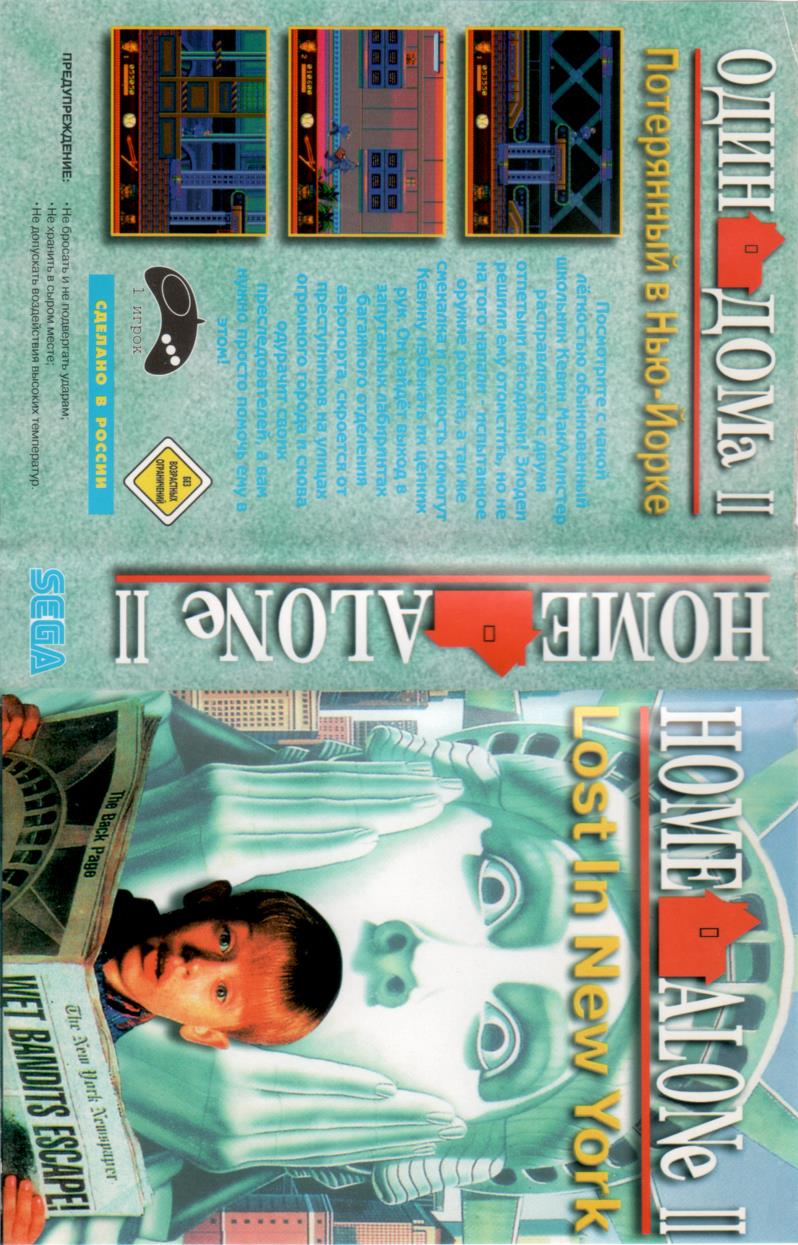 ОДИН ДОМа II
Потерянный в Нью-Йорке
Посмотрите с какой
лёгкостью обыкновенный
школьник Кевин МакАллистер
расправляется с двумя
отпетыми негодяями! Злодеи
решили ему отомстить, но не
на того напали - испытанное
оружие рогатка, а так же
смекалка и ловкость помогут
Кевину избежать их цепких
рук. Он найдёт выход в
запутанных лабиринтах
багажного отделения
аэропорта, скроется от
преступников на улицах
огромного города и снова
одурачит своих
преследователей, а вам
нужно просто помочь ему в
этом!
053550
010400
055050
1 игрок
БЕЗ
ВОЗРАСТНЫХ
ОГРАНИЧЕНИЙ
СДЕЛАНО В РОССИИ
ПРЕДУПРЕЖДЕНИЕ:
• Не бросать и не подвергать ударам;
• Не хранить в сыром месте;
• Не допускать воздействия высоких температур.
HOME ALONe II
SEGA
HOME ALONe II
Lost In New York
The Back Page
The New York Newspaper
WET BANDITS ESCAPE!